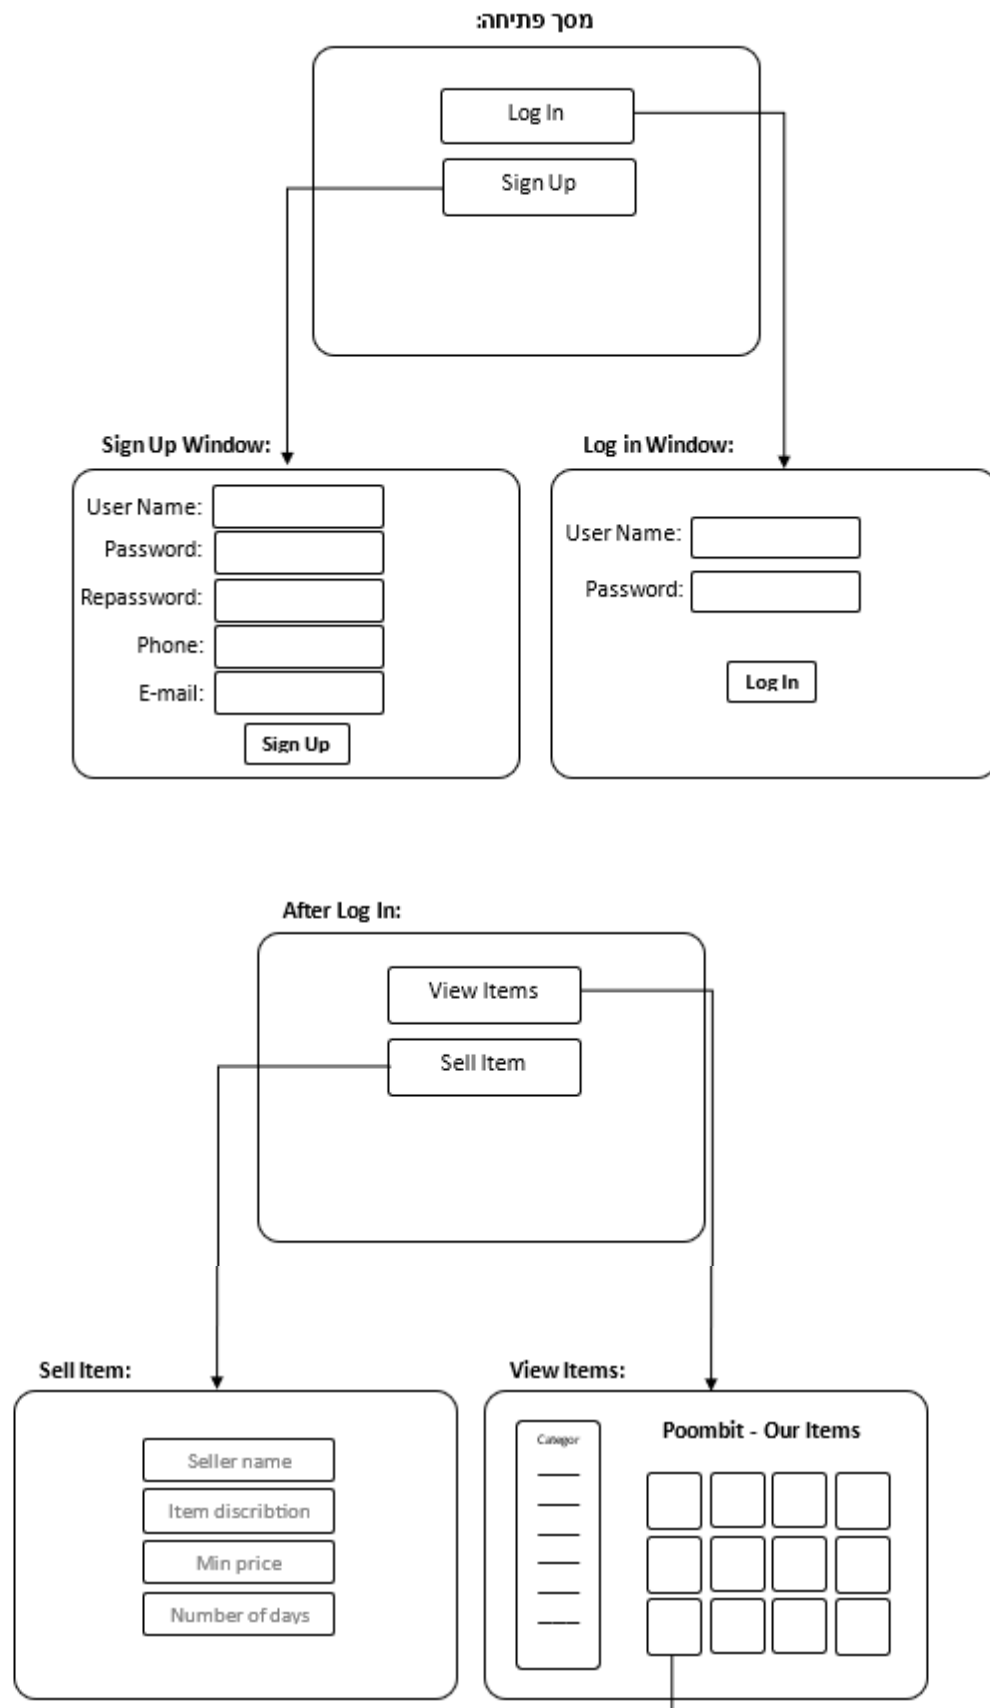 מסך פתיחה:
Log In
Sign Up
Sign Up Window:
User Name:
Password:
Repassword:
Phone:
E-mail:
Sign Up
Log in Window:
User Name:
Password:
Log In
After Log In:
View Items
Sell Item
Sell Item:
Seller name
Item discribtion
Min price
Number of days
View Items:
Categor
Poombit - Our Items